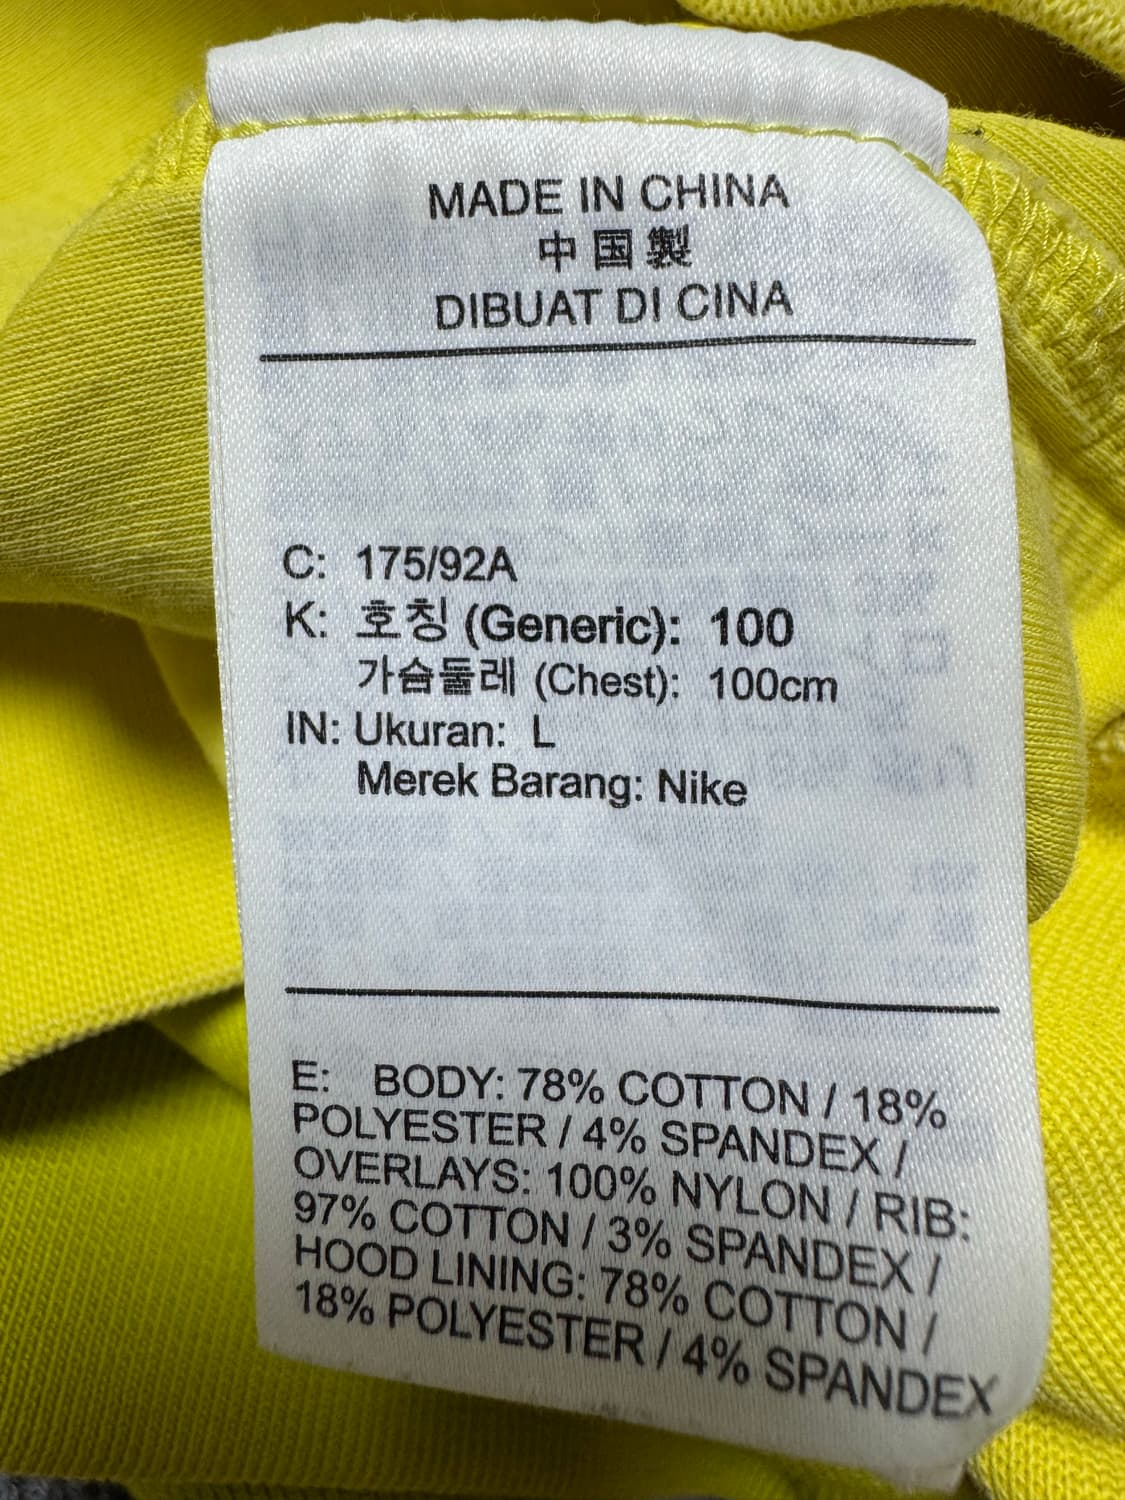 MADE IN CHINA
中国製
DIBUAT DI CINA
C: 175/92A
K: 호칭 (Generic): 100
가슴둘레 (Chest): 100cm
IN: Ukuran: L
Merek Barang: Nike
E: BODY: 78% COTTON / 18%
POLYESTER / 4% SPANDEX /
OVERLAYS: 100% NYLON / RIB:
97% COTTON / 3% SPANDEX /
HOOD LINING: 78% COTTON /
18% POLYESTER / 4% SPANDEX